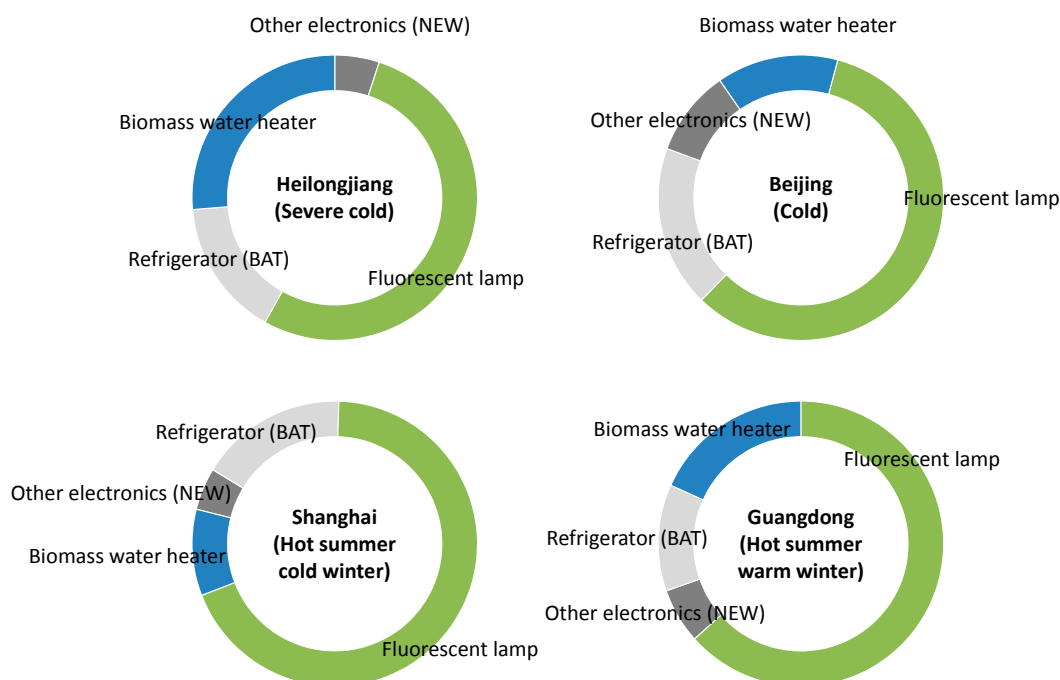 Other electronics (NEW)
Biomass water heater
Heilongjiang
(Severe cold)
Refrigerator (BAT)
Fluorescent lamp
Biomass water heater
Other electronics (NEW)
Beijing
(Cold)
Fluorescent lamp
Refrigerator (BAT)
Refrigerator (BAT)
Other electronics (NEW)
Shanghai
(Hot summer
cold winter)
Biomass water heater
Fluorescent lamp
Biomass water heater
Fluorescent lamp
Guangdong
(Hot summer
warm winter)
Refrigerator (BAT)
Other electronics (NEW)